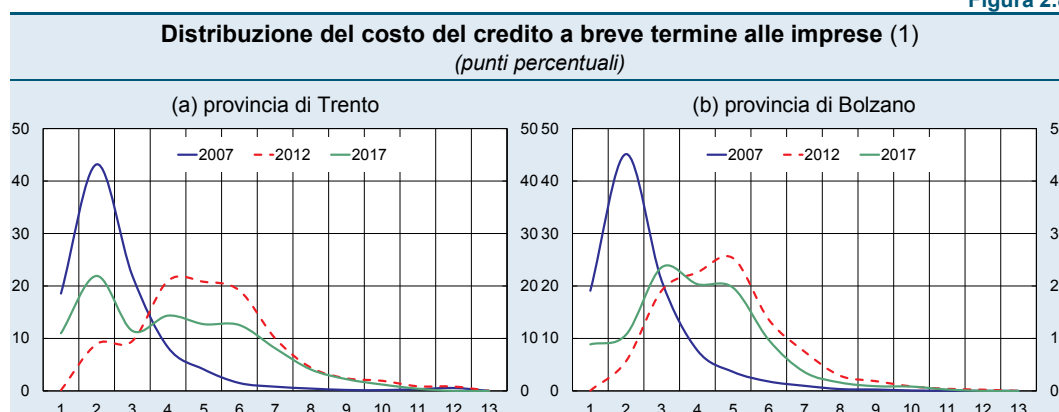 Figura 2.
Distribuzione del costo del credito a breve termine alle imprese (1)
(punti percentuali)
(a) provincia di Trento
50
40
30
20
10
0
2007 2012 2017
50
40
30
20
10
0
1 2 3 4 5 6 7 8 9 10 11 12 13
(b) provincia di Bolzano
50
40
30
20
10
0
2007 2012 2017
1 2 3 4 5 6 7 8 9 10 11 12 13